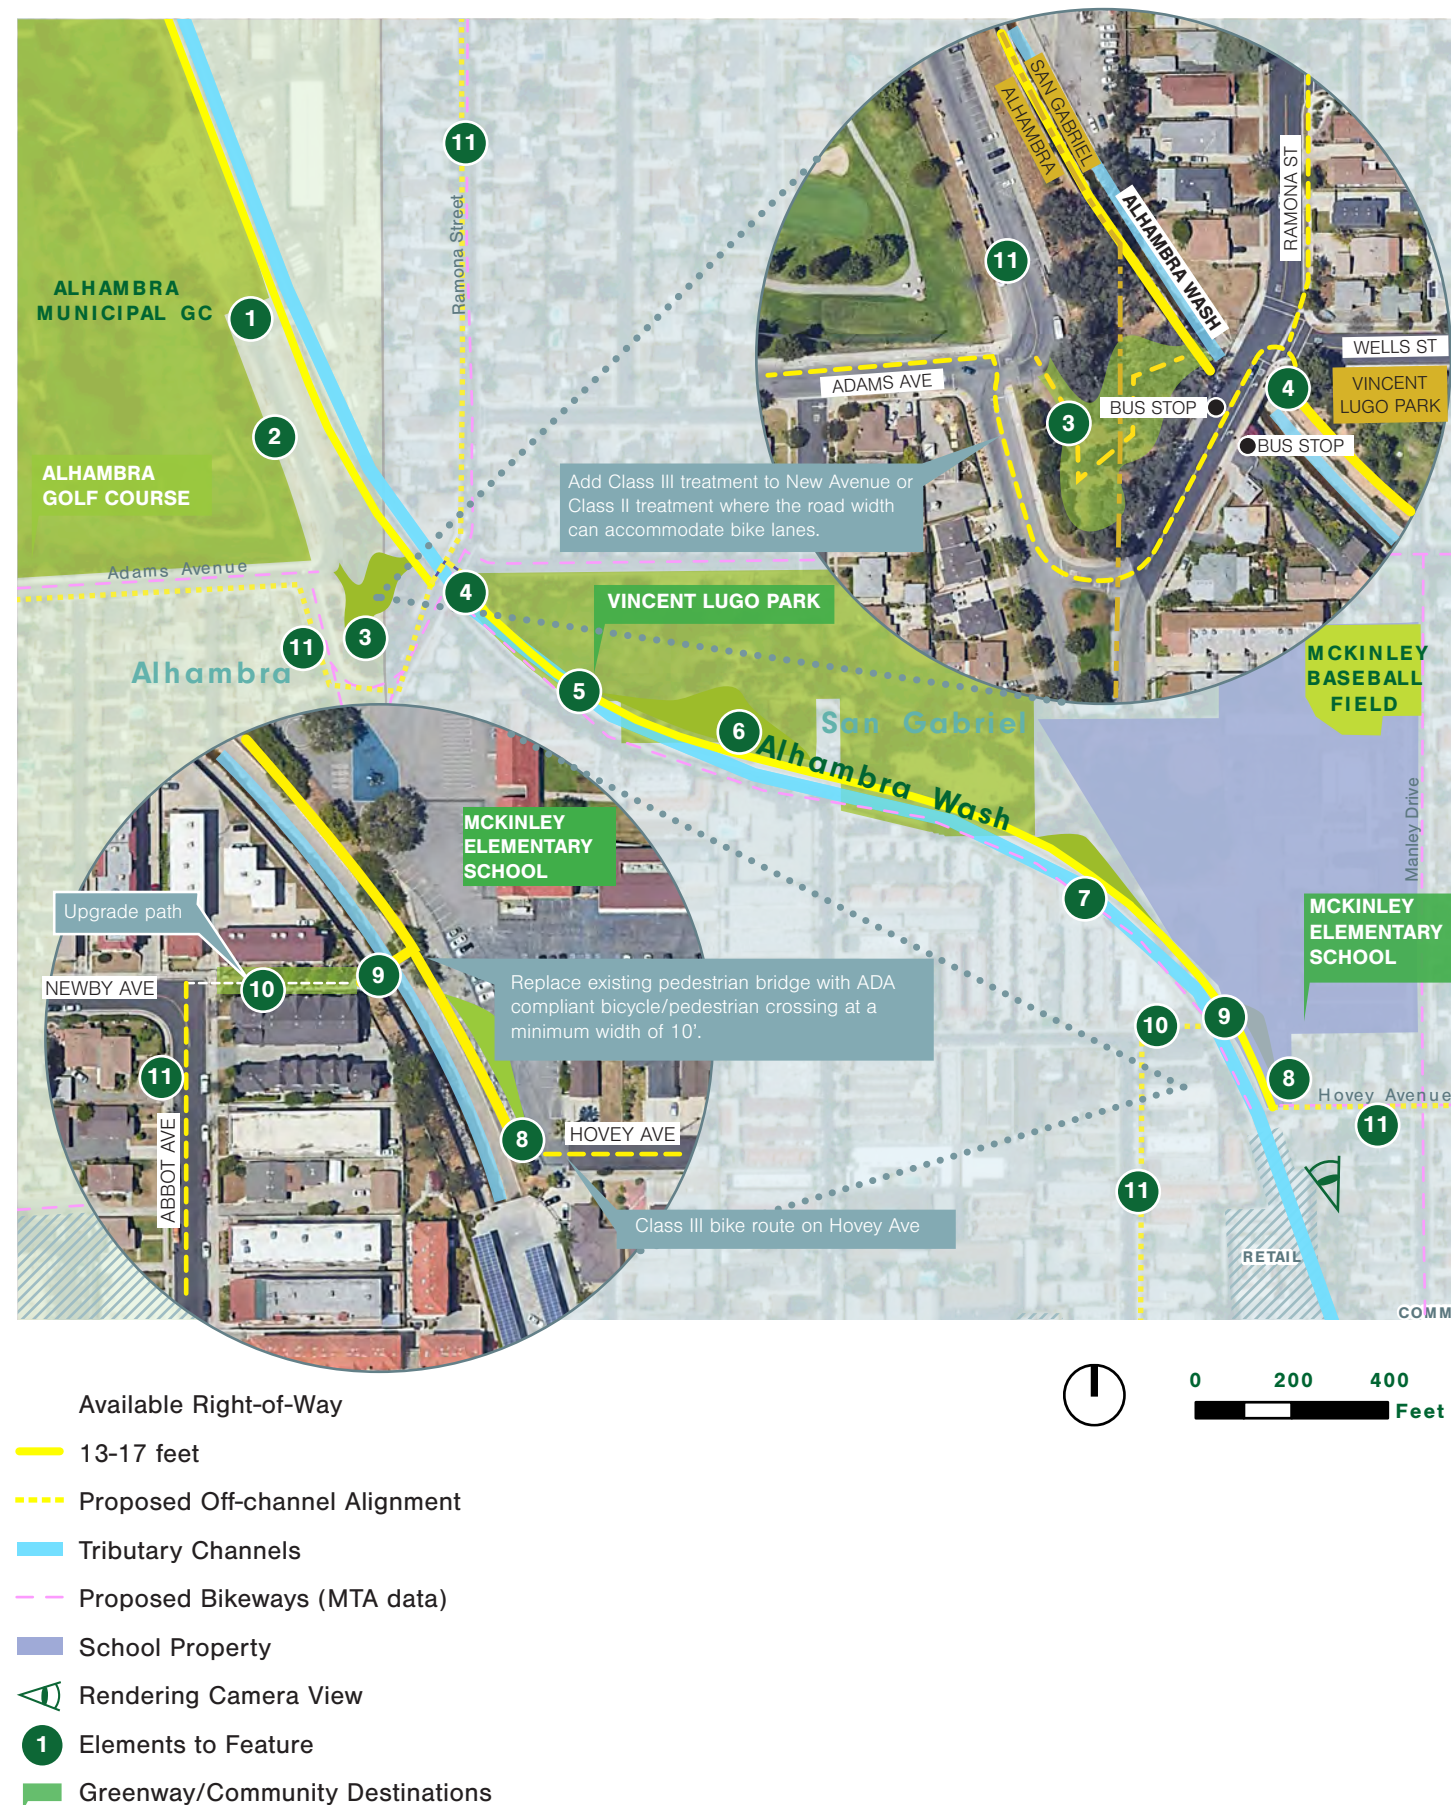 11
Ramona Street
ALHAMBRA
MUNICIPAL GC
1
2
ALHAMBRA
GOLF COURSE
Adams Avenue
11
3
Alhambra
4
VINCENT LUGO PARK
5
6
San Gabriel
Alhambra Wash
7
SAN GABRIEL
ALHAMBRA
ALHAMBRA WASH
RAMONA ST
11
WELLS ST
VINCENT
LUGO PARK
4
ADAMS AVE
BUS STOP
BUS STOP
3
Add Class III treatment to New Avenue or
Class II treatment where the road width
can accommodate bike lanes.
MCKINLEY
BASEBALL
FIELD
Manley Drive
MCKINLEY
ELEMENTARY
SCHOOL
9
10
8
Hovey Avenue
11
11
RETAIL
COMM
MCKINLEY
ELEMENTARY
SCHOOL
Upgrade path
NEWBY AVE
10
9
Replace existing pedestrian bridge with ADA
compliant bicycle/pedestrian crossing at a
minimum width of 10'.
11
ABBOT AVE
8
HOVEY AVE
Class III bike route on Hovey Ave
0 200 400
Feet
Available Right-of-Way
13-17 feet
Proposed Off-channel Alignment
Tributary Channels
Proposed Bikeways (MTA data)
School Property
Rendering Camera View
1 Elements to Feature
Greenway/Community Destinations